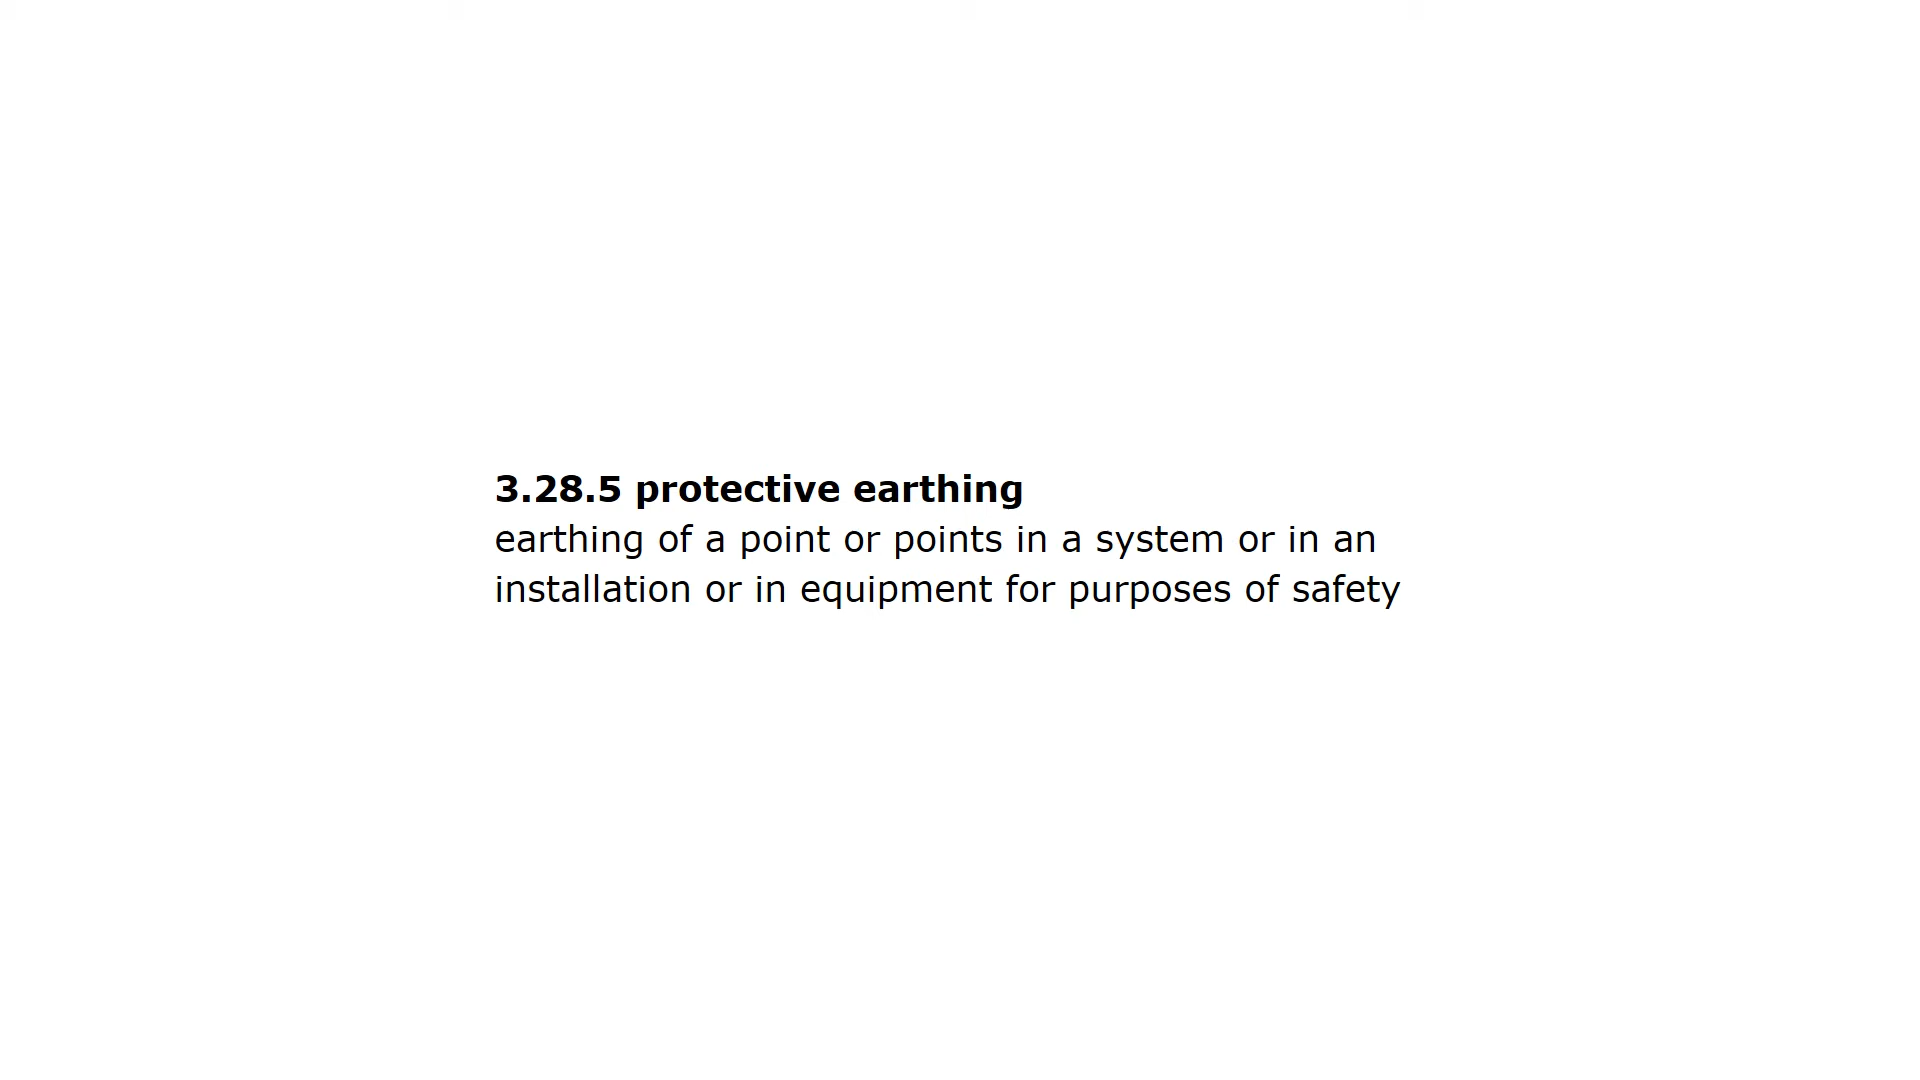 3.28.5 protective earthing
earthing of a point or points in a system or in an
installation or in equipment for purposes of safety